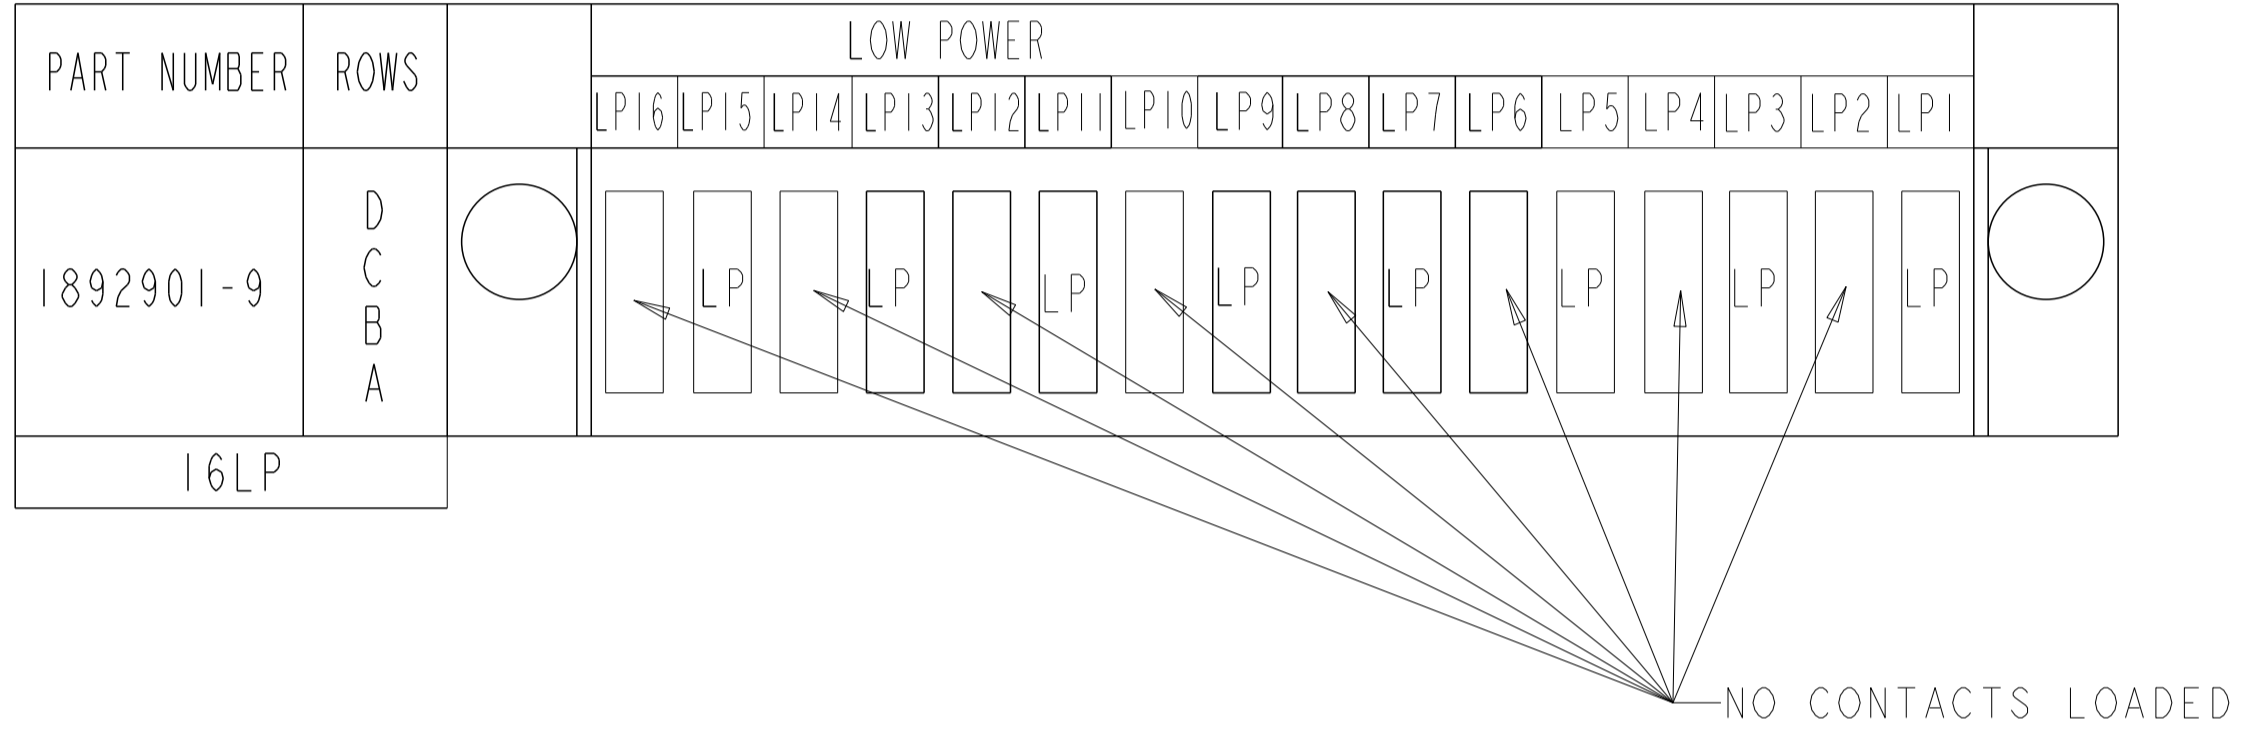 LOW POWER
PART NUMBER ROWS
LP16 LP15 LP14 LP13 LP12 LP11 LP10 LP9 LP8 LP7 LP6 LP5 LP4 LP3 LP2 LP1
D
C
1892901-9 LP LP LP LP LP LP LP LP
B
A
16LP
NO CONTACTS LOADED